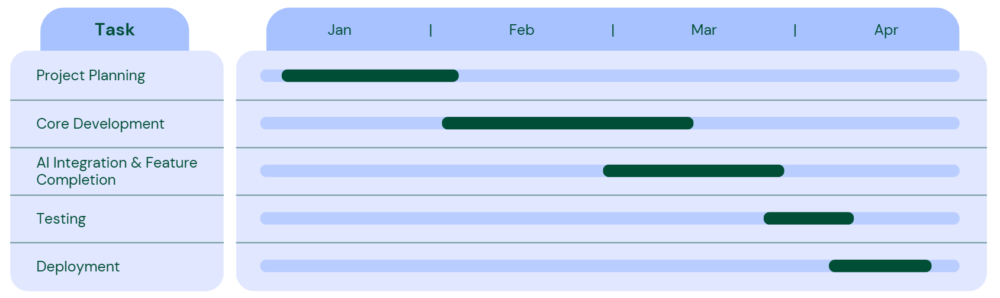 Task
Jan | Feb | Mar | Apr
Project Planning
Core Development
AI Integration & Feature
Completion
Testing
Deployment